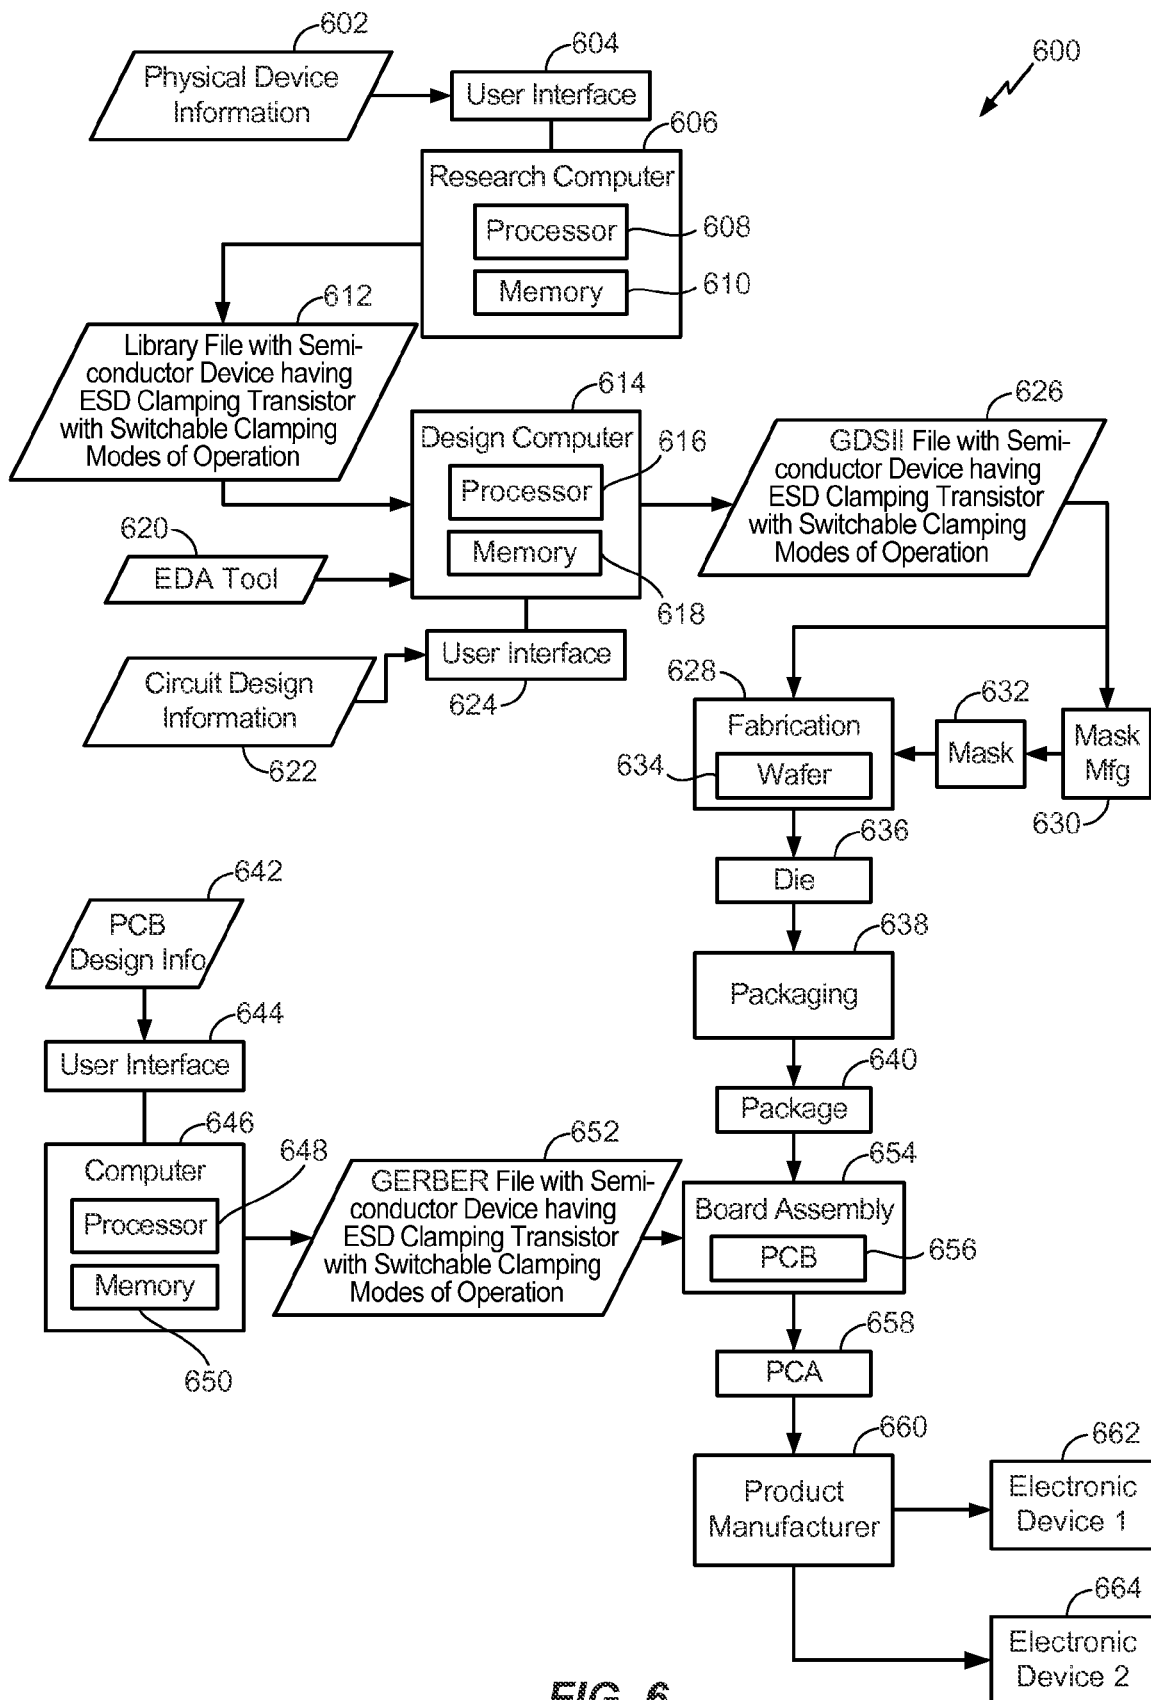 602
Physical Device
Information
604
User Interface
600
606
Research Computer
Processor
608
Memory
610
612
Library File with Semi-
conductor Device having
ESD Clamping Transistor
with Switchable Clamping
Modes of Operation
614
Design Computer
616
Processor
Memory
618
620
EDA Tool
User Interface
624
Circuit Design
Information
622
626
GDSII File with Semi-
conductor Device having
ESD Clamping Transistor
with Switchable Clamping
Modes of Operation
628
Fabrication
634
Wafer
632
Mask
Mask
Mfg
630
636
Die
638
Packaging
640
Package
642
PCB
Design Info
644
User Interface
646
Computer
648
Processor
Memory
650
652
GERBER File with Semi-
conductor Device having
ESD Clamping Transistor
with Switchable Clamping
Modes of Operation
654
Board Assembly
PCB
656
658
PCA
660
Product
Manufacturer
662
Electronic
Device 1
664
Electronic
Device 2
FIG. 6